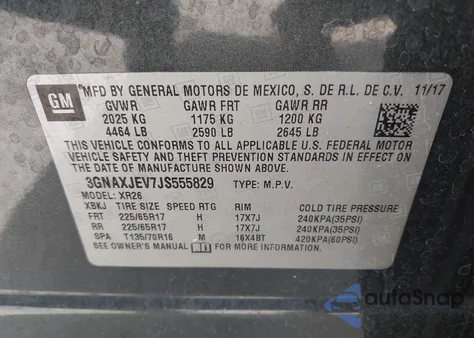 GM
*MFD BY GENERAL MOTORS DE MEXICO, S. DE R.L. DE C.V. 11/17
GVWR GAWR FRT GAWR RR
2025 KG 1175 KG 1200 KG
4464 LB 2590 LB 2645 LB
THIS VEHICLE CONFORMS TO ALL APPLICABLE U.S. FEDERAL MOTOR
VEHICLE SAFETY, BUMPER, AND THEFT PREVENTION STANDARDS
IN EFFECT ON THE
DATE OF MANUFACTURE SHOWN ABOVE.
3GNAXJEV7JS555829 TYPE: M.P.V.
MODEL: XR26
XBKJ TIRE SIZE SPEED RTG RIM COLD TIRE PRESSURE
FRT 225/65R17 H 17X7J 240KPA(35PSI)
RR 225/65R17 H 17X7J 240KPA(35PSI)
SPA T135/70R16 M 16X4BT 420KPA(60PSI)
SEE OWNER'S MANUAL FOR MORE INFORMATION.
autoSnap